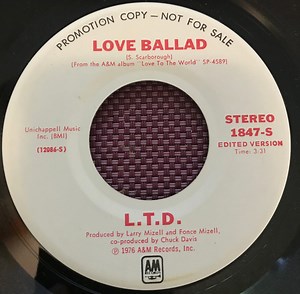 PROMOTION COPY — NOT FOR SALE
LOVE BALLAD
(S. Scarborough)
(From the A&M album "Love To The World" SP-4589)
Unichappell Music
Inc. (BMI)
(12086-S)
STEREO
1847-S
EDITED VERSION
Time: 3:31
L.T.D.
Produced by Larry Mizell and Fonce Mizell,
co-produced by Chuck Davis
℗ 1976 A&M Records, Inc.
A&M
RECORDS